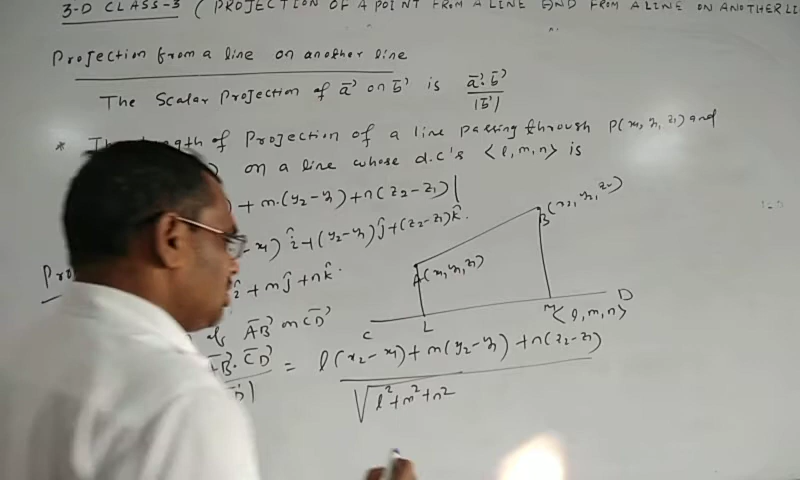 3-D CLASS-3 ( PROJECTION OF A POINT FROM A LINE AND FROM A LINE ON ANOTHER LI
Projection from a line on another line
The Scalar Projection of a⃗ on b⃗ is a⃗·b⃗ / |b⃗|
* of Projection of a line passing through P(x₁, y₁, z₁) and
on a line whose d.c's <l, m, n> is
) + m·(y₂-y₁) + n(z₂-z₁)|
- x₁) î + (y₂-y₁) ĵ + (z₂-z₁) k̂
î + mĵ + nk̂.
B(x₂, y₂, z₂)
A(x₁, y₁, z₁)
C L M D
<l, m, n>
AB⃗ on CD⃗
AB⃗·CD⃗ / | = l(x₂-x₁) + m(y₂-y₁) + n(z₂-z₁) / √l²+m²+n²